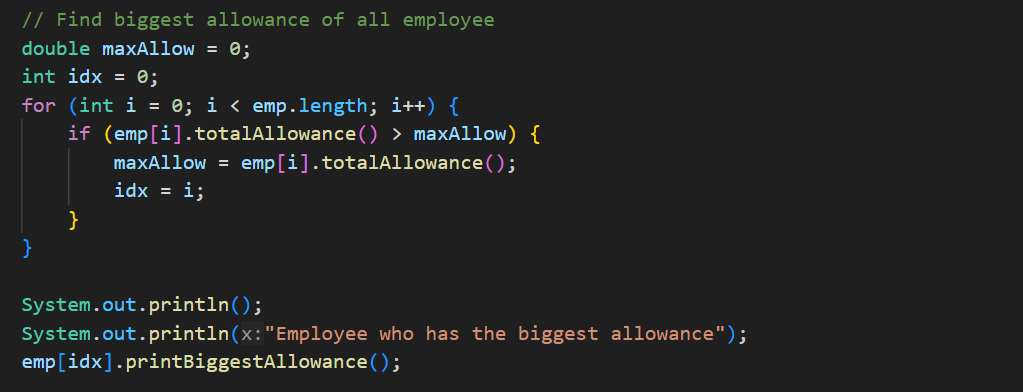 // Find biggest allowance of all employee
double maxAllow = 0;
int idx = 0;
for (int i = 0; i < emp.length; i++) {
    if (emp[i].totalAllowance() > maxAllow) {
        maxAllow = emp[i].totalAllowance();
        idx = i;
    }
}

System.out.println();
System.out.println(x:"Employee who has the biggest allowance");
emp[idx].printBiggestAllowance();